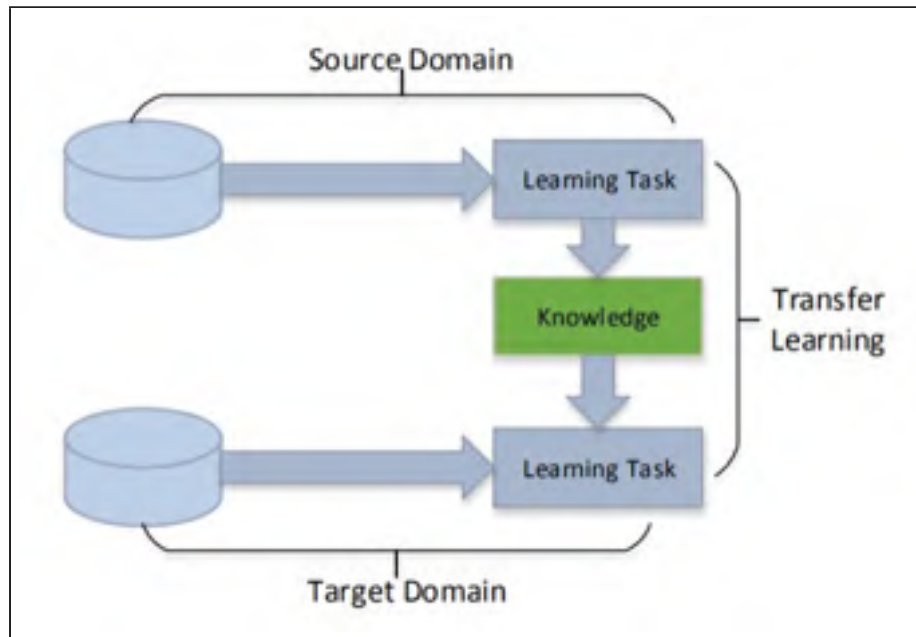 Source Domain
Learning Task
Knowledge
Transfer
Learning
Learning Task
Target Domain